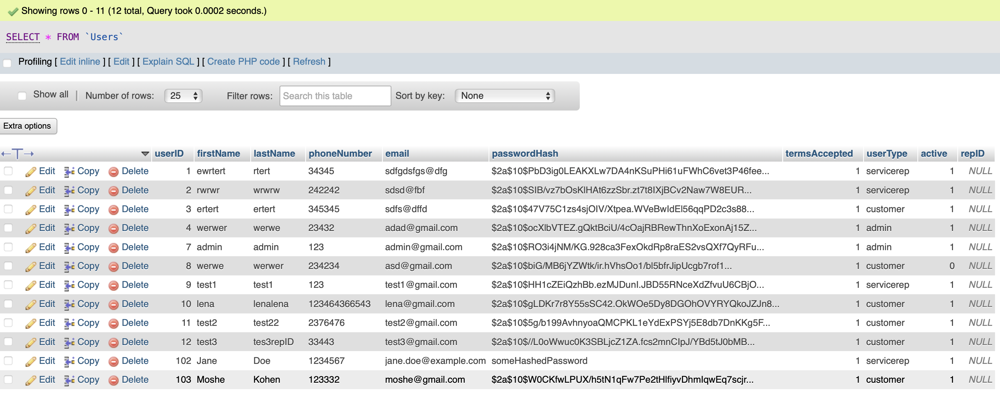 Showing rows 0 - 11 (12 total, Query took 0.0002 seconds.)
SELECT * FROM `Users`
Profiling [ Edit inline ] [ Edit ] [ Explain SQL ] [ Create PHP code ] [ Refresh ]
Show all | Number of rows: 25 Filter rows: Search this table Sort by key: None
Extra options
←T→ userID firstName lastName phoneNumber email passwordHash termsAccepted userType active repID
Edit Copy Delete 1 ewrtert rtert 34345 sdfgdsfgs@dfg $2a$10$PbD3ig0LEAKXLw7DA4nKSuPHi61uFWhC6vet3P46fee... 1 servicerep 1 NULL
Edit Copy Delete 2 rwrwr wrwrw 242242 sdsd@fbf $2a$10$SIB/vz7bOsKlHAt6zzSbr.zt7t8IXjBCv2Naw7W8EUR... 1 servicerep 1 NULL
Edit Copy Delete 3 ertert ertert 345345 sdfs@dffd $2a$10$47V75C1zs4sjOIV/Xtpea.WVeBwIdEl56qqPD2c3s88... 1 customer 1 NULL
Edit Copy Delete 4 werwer werwe 23432 adad@gmail.com $2a$10$ocXlbVTEZ.gQktBciU/4cOajRBRewThnXoExonAj15Z... 1 admin 1 NULL
Edit Copy Delete 7 admin admin 123 admin@gmail.com $2a$10$RO3i4jNM/KG.928ca3FexOkdRp8raES2vsQXf7QyRFu... 1 admin 1 NULL
Edit Copy Delete 8 werwe werwer 234234 asd@gmail.com $2a$10$biG/MB6jYZWtk/ir.hVhsOo1/bl5bfrJipUcgb7rof1... 1 customer 0 NULL
Edit Copy Delete 9 test1 test1 123 test1@gmail.com $2a$10$HH1cZEiQzhBb.ezMJDunI.JBD55RNceXdZfvuU6CBjO... 1 servicerep 1 NULL
Edit Copy Delete 10 lena lenalena 123464366543 lena@gmail.com $2a$10$gLDKr7r8Y55sSC42.OkWOe5Dy8DGOhOVYRYQkoJZJn8... 1 customer 1 NULL
Edit Copy Delete 11 test2 test22 2376476 test2@gmail.com $2a$10$5g/b199AvhnyoaQMCPKL1eYdExPSYj5E8db7DnKKg5F... 1 customer 1 NULL
Edit Copy Delete 12 test3 tes3repID 33443 test3@gmail.com $2a$10$//L0oWwuc0K3SBLjcZ1ZA.fcs2mnCIpJ/YBd5tJ0bMB... 1 customer 1 NULL
Edit Copy Delete 102 Jane Doe 1234567 jane.doe@example.com someHashedPassword 1 servicerep 1 NULL
Edit Copy Delete 103 Moshe Kohen 123332 moshe@gmail.com $2a$10$W0CKfwLPUX/h5tN1qFw7Pe2tHlfiyvDhmIqwEq7scjr... 1 customer 1 NULL